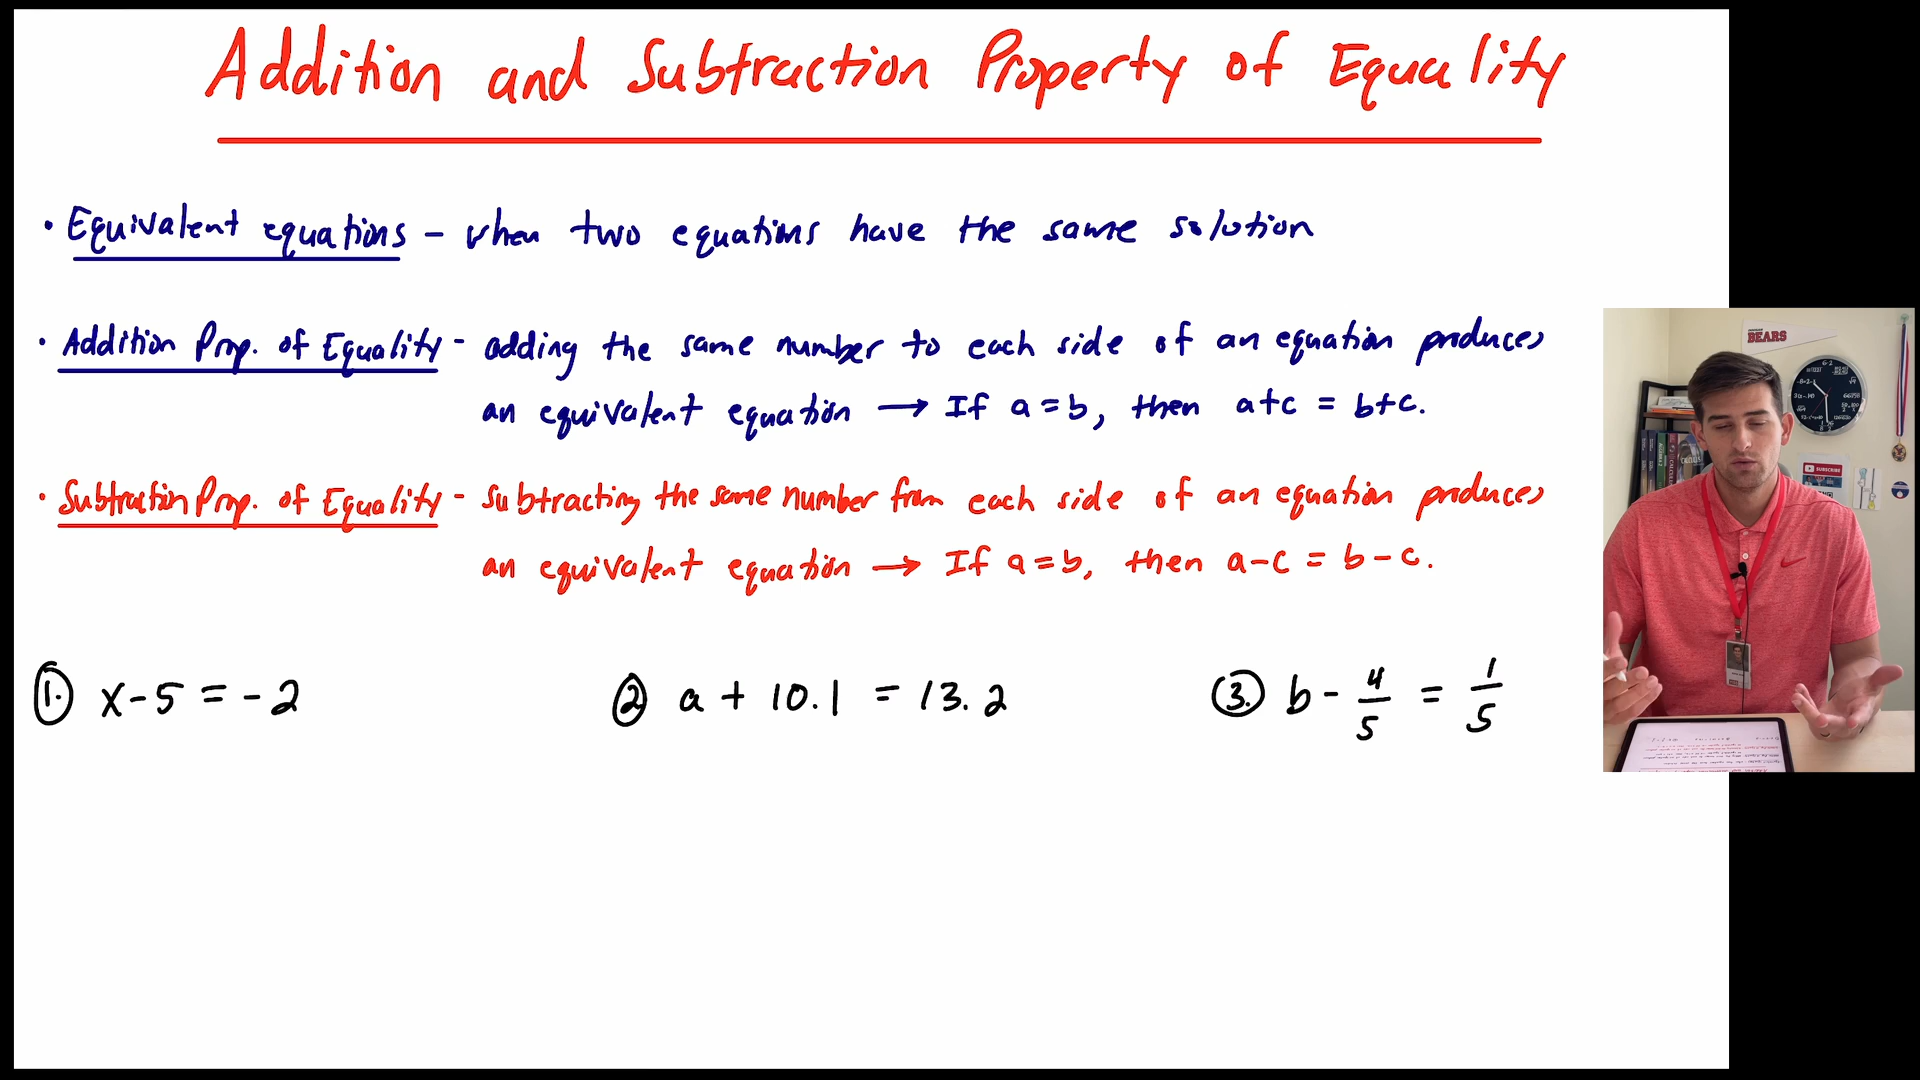 Addition and Subtraction Property of Equality
• Equivalent equations - when two equations have the same solution
• Addition Prop. of Equality - adding the same number to each side of an equation produces
an equivalent equation → If a = b, then a+c = b+c.
• Subtraction Prop. of Equality - subtracting the same number from each side of an equation produces
an equivalent equation → If a = b, then a-c = b-c.
1. x-5 = -2
2. a + 10.1 = 13.2
3. b - 4/5 = 1/5
BEARS
SUBSCRIBE